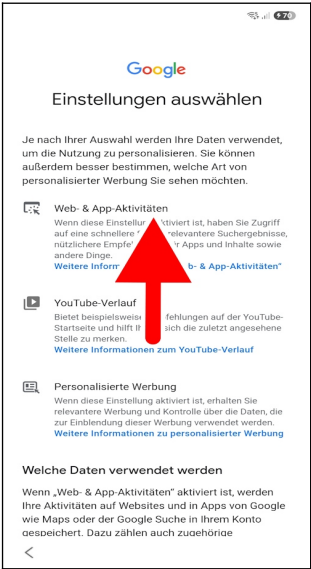 70
Google
Einstellungen auswählen
Je nach Ihrer Auswahl werden Ihre Daten verwendet,
um die Nutzung zu personalisieren. Sie können
außerdem besser bestimmen, welche Art von
personalisierter Werbung Sie sehen möchten.
Web- & App-Aktivitäten
Wenn diese Einstellung aktiviert ist, haben Sie Zugriff
auf eine schnellere relevantere Suchergebnisse,
nützlichere für Apps und Inhalte sowie
andere Dinge.
Weitere & App-Aktivitäten"
YouTube-Verlauf
Bietet beispielsweise auf der YouTube-
Startseite und hilft sich die zuletzt angesehene
Stelle zu merken.
Weitere Informationen zum YouTube-Verlauf
Personalisierte Werbung
Wenn diese Einstellung aktiviert ist, erhalten Sie
relevantere Werbung und Kontrolle über die Daten, die
zur Einblendung dieser Werbung verwendet werden.
Weitere Informationen zu personalisierter Werbung
Welche Daten verwendet werden
Wenn „Web- & App-Aktivitäten" aktiviert ist, werden
Ihre Aktivitäten auf Websites und in Apps von Google
wie Maps oder der Google Suche in Ihrem Konto
gespeichert. Dazu zählen auch zugehörige